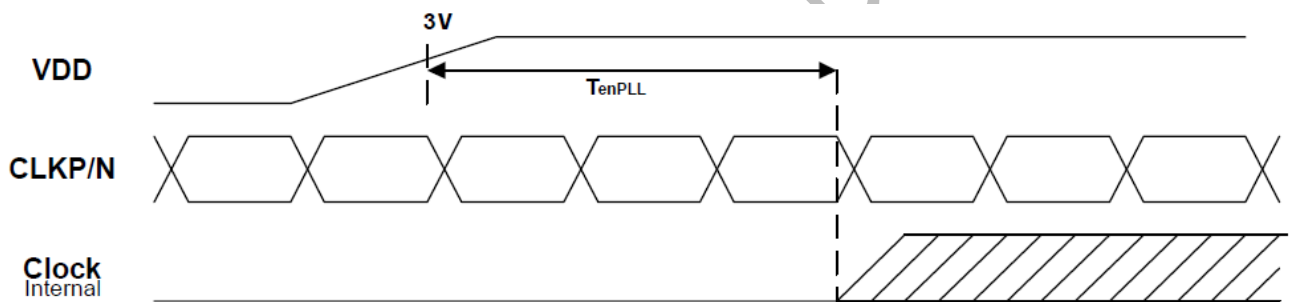 3V
VDD
TenPLL
CLKP/N
Clock
Internal